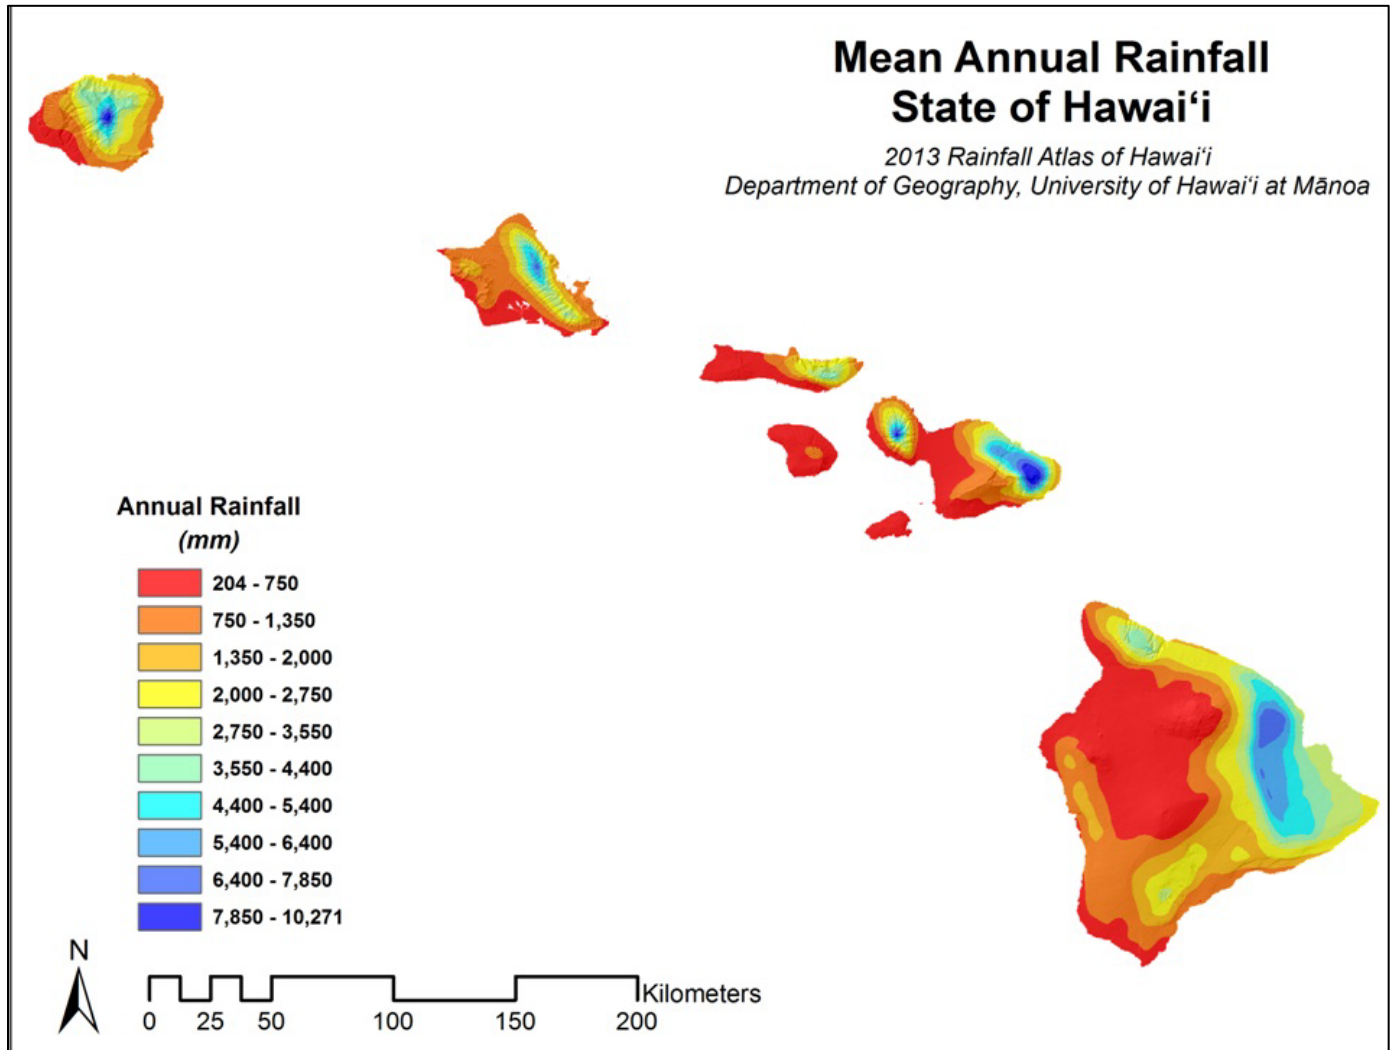 Mean Annual Rainfall
State of Hawai‘i
2013 Rainfall Atlas of Hawai‘i
Department of Geography, University of Hawai‘i at Mānoa
Annual Rainfall
(mm)
204 - 750
750 - 1,350
1,350 - 2,000
2,000 - 2,750
2,750 - 3,550
3,550 - 4,400
4,400 - 5,400
5,400 - 6,400
6,400 - 7,850
7,850 - 10,271
N
Kilometers
0 25 50 100 150 200